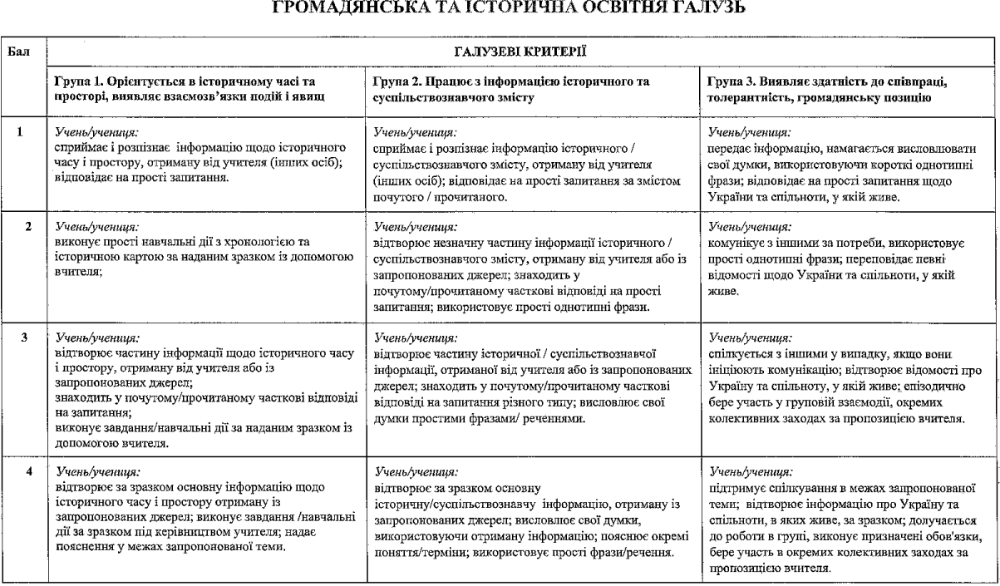 ГРОМАДЯНСЬКА ТА ІСТОРИЧНА ОСВІТНЯ ГАЛУЗЬ
Бал
ГАЛУЗЕВІ КРИТЕРІЇ
Група 1. Орієнтується в історичному часі та
просторі, виявляє взаємозв’язки подій і явищ
Група 2. Працює з інформацією історичного та
суспільствознавчого змісту
Група 3. Виявляє здатність до співпраці,
толерантність, громадянську позицію
1
Учень/учениця:
сприймає і розпізнає інформацію щодо історичного
часу і простору, отриману від учителя (інших осіб);
відповідає на прості запитання.
Учень/учениця:
сприймає і розпізнає інформацію історичного /
суспільствознавчого змісту, отриману від учителя
(інших осіб); відповідає на прості запитання за змістом
почутого / прочитаного.
Учень/учениця:
передає інформацію, намагається висловлювати
свої думки, використовуючи короткі однотипні
фрази; відповідає на прості запитання щодо
України та спільноти, у якій живе.
2
Учень/учениця:
виконує прості навчальні дії з хронологією та
історичною картою за наданим зразком із допомогою
вчителя;
Учень/учениця:
відтворює незначну частину інформації історичного /
суспільствознавчого змісту, отриману від учителя або із
запропонованих джерел; знаходить у
почутому/прочитаному часткові відповіді на прості
запитання; використовує прості однотипні фрази.
Учень/учениця:
комунікує з іншими за потреби, використовує
прості однотипні фрази; переповідає певні
відомості щодо України та спільноти, у якій
живе.
3
Учень/учениця:
відтворює частину інформації щодо історичного часу
і простору, отриману від учителя або із
запропонованих джерел;
знаходить у почутому/прочитаному часткові відповіді
на запитання;
виконує завдання/навчальні дії за наданим зразком із
допомогою вчителя.
Учень/учениця:
відтворює частину історичної / суспільствознавчої
інформації, отриманої від учителя або із запропонованих
джерел; знаходить у почутому/прочитаному часткові
відповіді на запитання різного типу; висловлює свої
думки простими фразами/ реченнями.
Учень/учениця:
спілкується з іншими у випадку, якщо вони
ініціюють комунікацію; відтворює відомості про
Україну та спільноту, у якій живе; епізодично
бере участь у груповій взаємодії, окремих
колективних заходах за пропозицією вчителя.
4
Учень/учениця:
відтворює за зразком основну інформацію щодо
історичного часу і простору отриману із
запропонованих джерел; виконує завдання /навчальні
дії за зразком під керівництвом учителя; надає
пояснення у межах запропонованої теми.
Учень/учениця:
відтворює за зразком основну
історичну/суспільствознавчу інформацію, отриману із
запропонованих джерел; висловлює свої думки,
використовуючи отриману інформацію; пояснює окремі
поняття/терміни; використовує прості фрази/речення.
Учень/учениця:
підтримує спілкування в межах запропонованої
теми; відтворює інформацію про Україну та
спільноти, в яких живе, за зразком; долучається
до роботи в групі, виконує призначені обов'язки,
бере участь в окремих колективних заходах за
пропозицією вчителя.